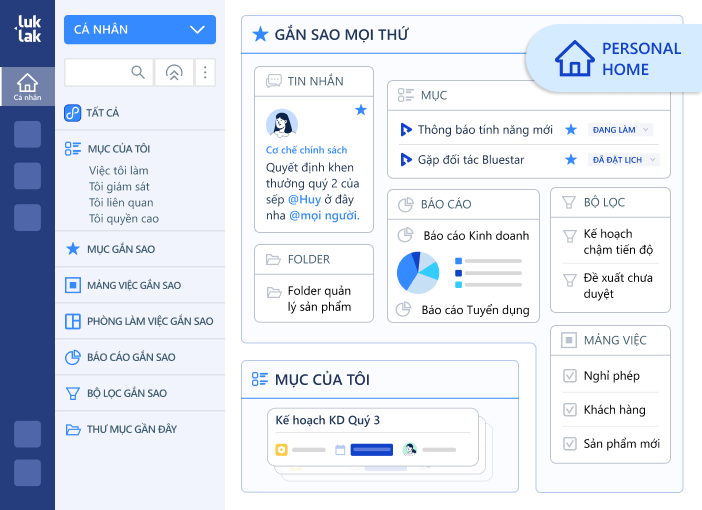 luk
lak
Cá nhân
CÁ NHÂN
TẤT CẢ
MỤC CỦA TÔI
Việc tôi làm
Tôi giám sát
Tôi liên quan
Tôi quyền cao
MỤC GẮN SAO
MẢNG VIỆC GẮN SAO
PHÒNG LÀM VIỆC GẮN SAO
BÁO CÁO GẮN SAO
BỘ LỌC GẮN SAO
THƯ MỤC GẦN ĐÂY
GẮN SAO MỌI THỨ
PERSONAL
HOME
TIN NHẮN
Cơ chế chính sách
Quyết định khen
thưởng quý 2 của
sếp @Huy ở đây
nha @mọi người.
FOLDER
Folder quản
lý sản phẩm
MỤC
Thông báo tính năng mới
ĐANG LÀM
Gặp đối tác Bluestar
ĐÃ ĐẶT LỊCH
BÁO CÁO
Báo cáo Kinh doanh
Báo cáo Tuyển dụng
BỘ LỌC
Kế hoạch
chậm tiến độ
Đề xuất chưa
duyệt
MẢNG VIỆC
Nghỉ phép
Khách hàng
Sản phẩm mới
MỤC CỦA TÔI
Kế hoạch KD Quý 3